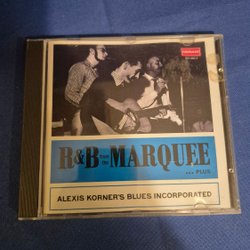 R&B from the MARQUEE
... PLUS
ALEXIS KORNER'S BLUES INCORPORATED